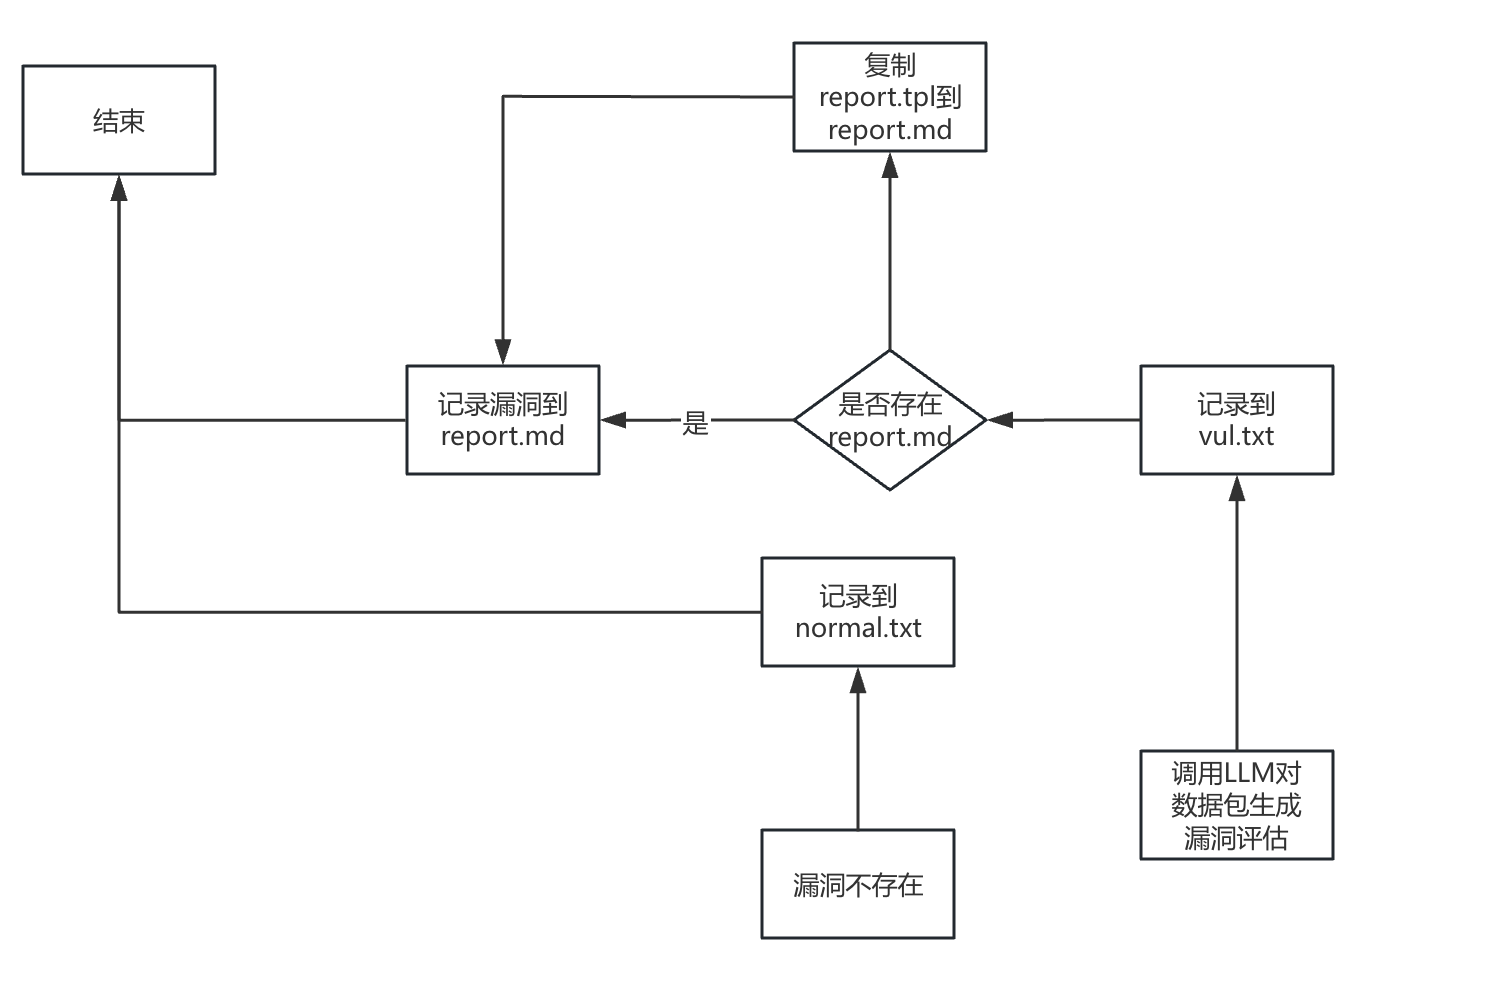 复制
report.tpl到
report.md
结束
记录漏洞到
report.md
是
是否存在
report.md
记录到
vul.txt
记录到
normal.txt
调用LLM对
数据包生成
漏洞评估
漏洞不存在